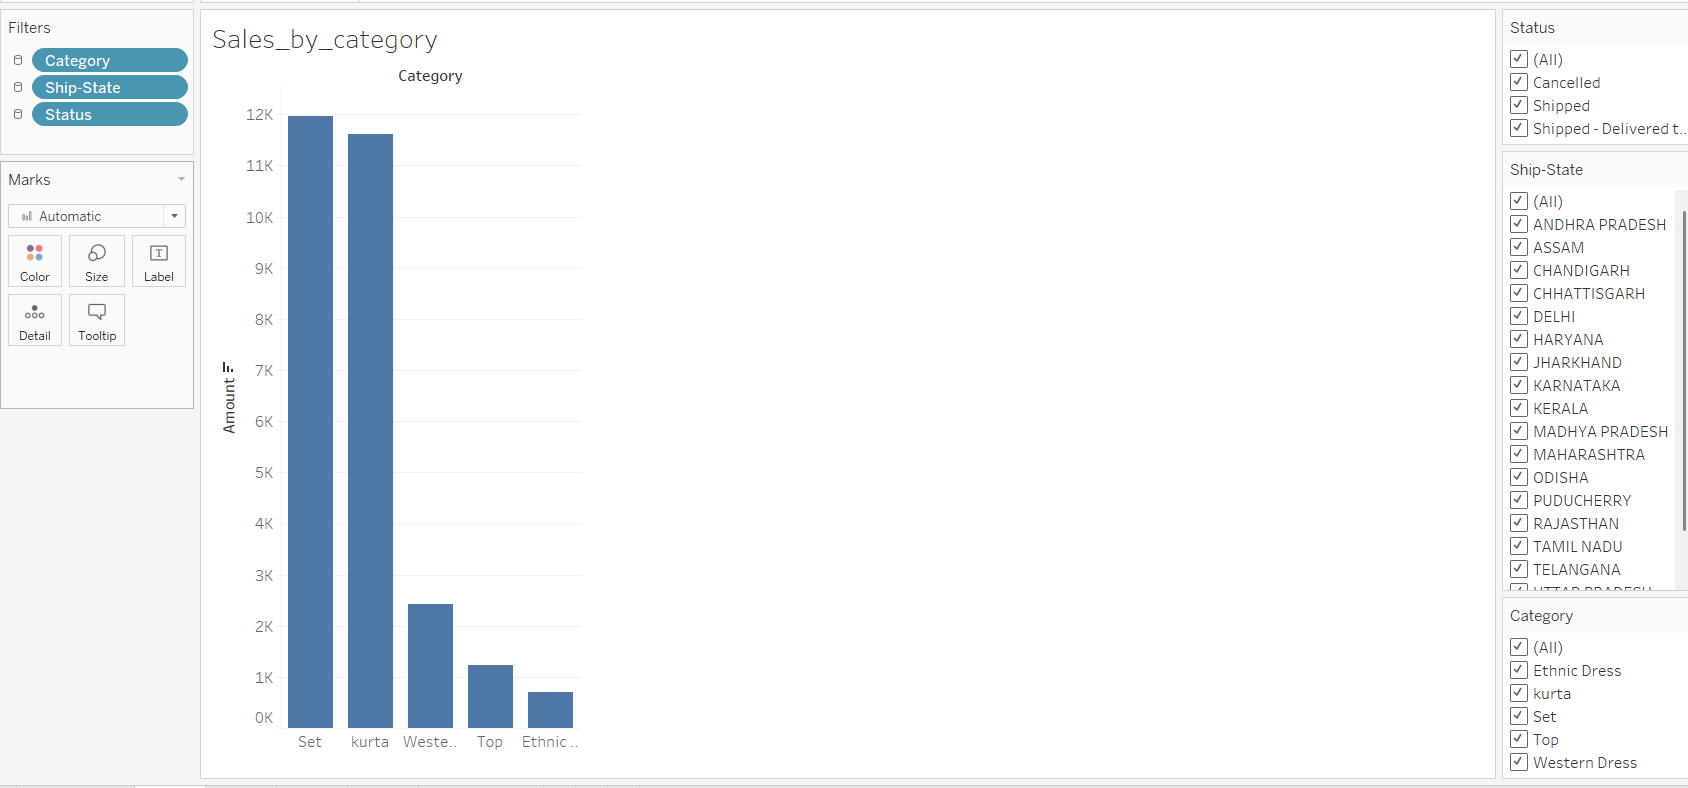 Filters
Category
Ship-State
Status
Marks
Automatic
Color
Size
Label
Detail
Tooltip
Sales_by_category
Category
Amount
12K
11K
10K
9K
8K
7K
6K
5K
4K
3K
2K
1K
0K
Set
kurta
Weste..
Top
Ethnic ..
Status
(All)
Cancelled
Shipped
Shipped - Delivered t...
Ship-State
(All)
ANDHRA PRADESH
ASSAM
CHANDIGARH
CHHATTISGARH
DELHI
HARYANA
JHARKHAND
KARNATAKA
KERALA
MADHYA PRADESH
MAHARASHTRA
ODISHA
PUDUCHERRY
RAJASTHAN
TAMIL NADU
TELANGANA
UTTAR PRADESH
Category
(All)
Ethnic Dress
kurta
Set
Top
Western Dress